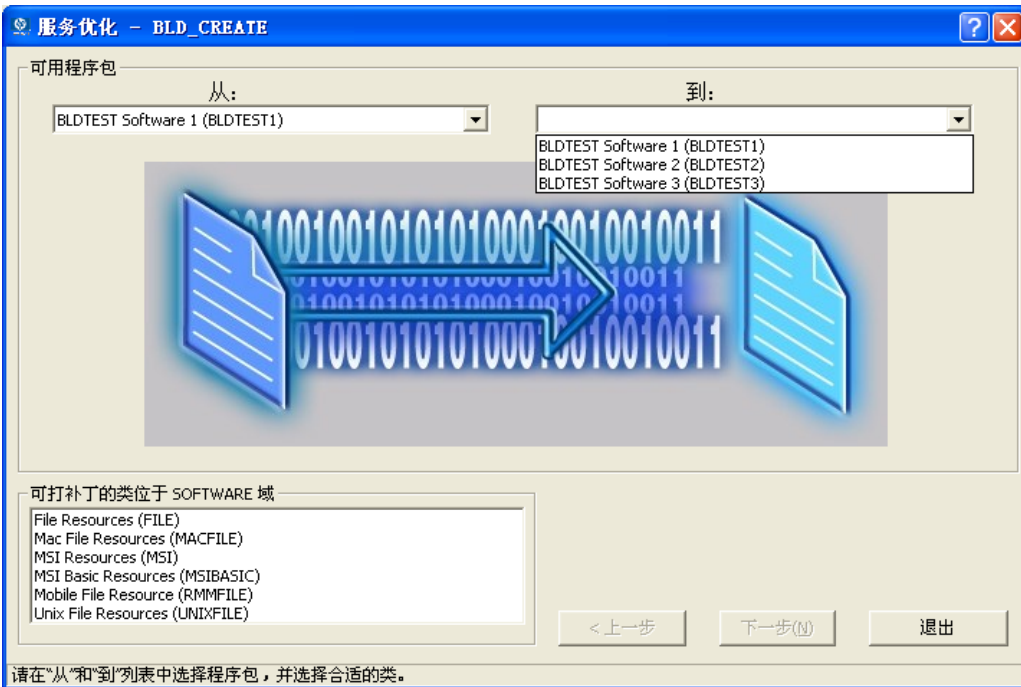 服务优化 - BLD_CREATE
可用程序包
从:
到:
BLDTEST Software 1 (BLDTEST1)
BLDTEST Software 1 (BLDTEST1)
BLDTEST Software 2 (BLDTEST2)
BLDTEST Software 3 (BLDTEST3)
可打补丁的类位于 SOFTWARE 域
File Resources (FILE)
Mac File Resources (MACFILE)
MSI Resources (MSI)
MSI Basic Resources (MSIBASIC)
Mobile File Resource (RMMFILE)
Unix File Resources (UNIXFILE)
< 上一步
下一步(N)
退出
请在“从”和“到”列表中选择程序包，并选择合适的类。